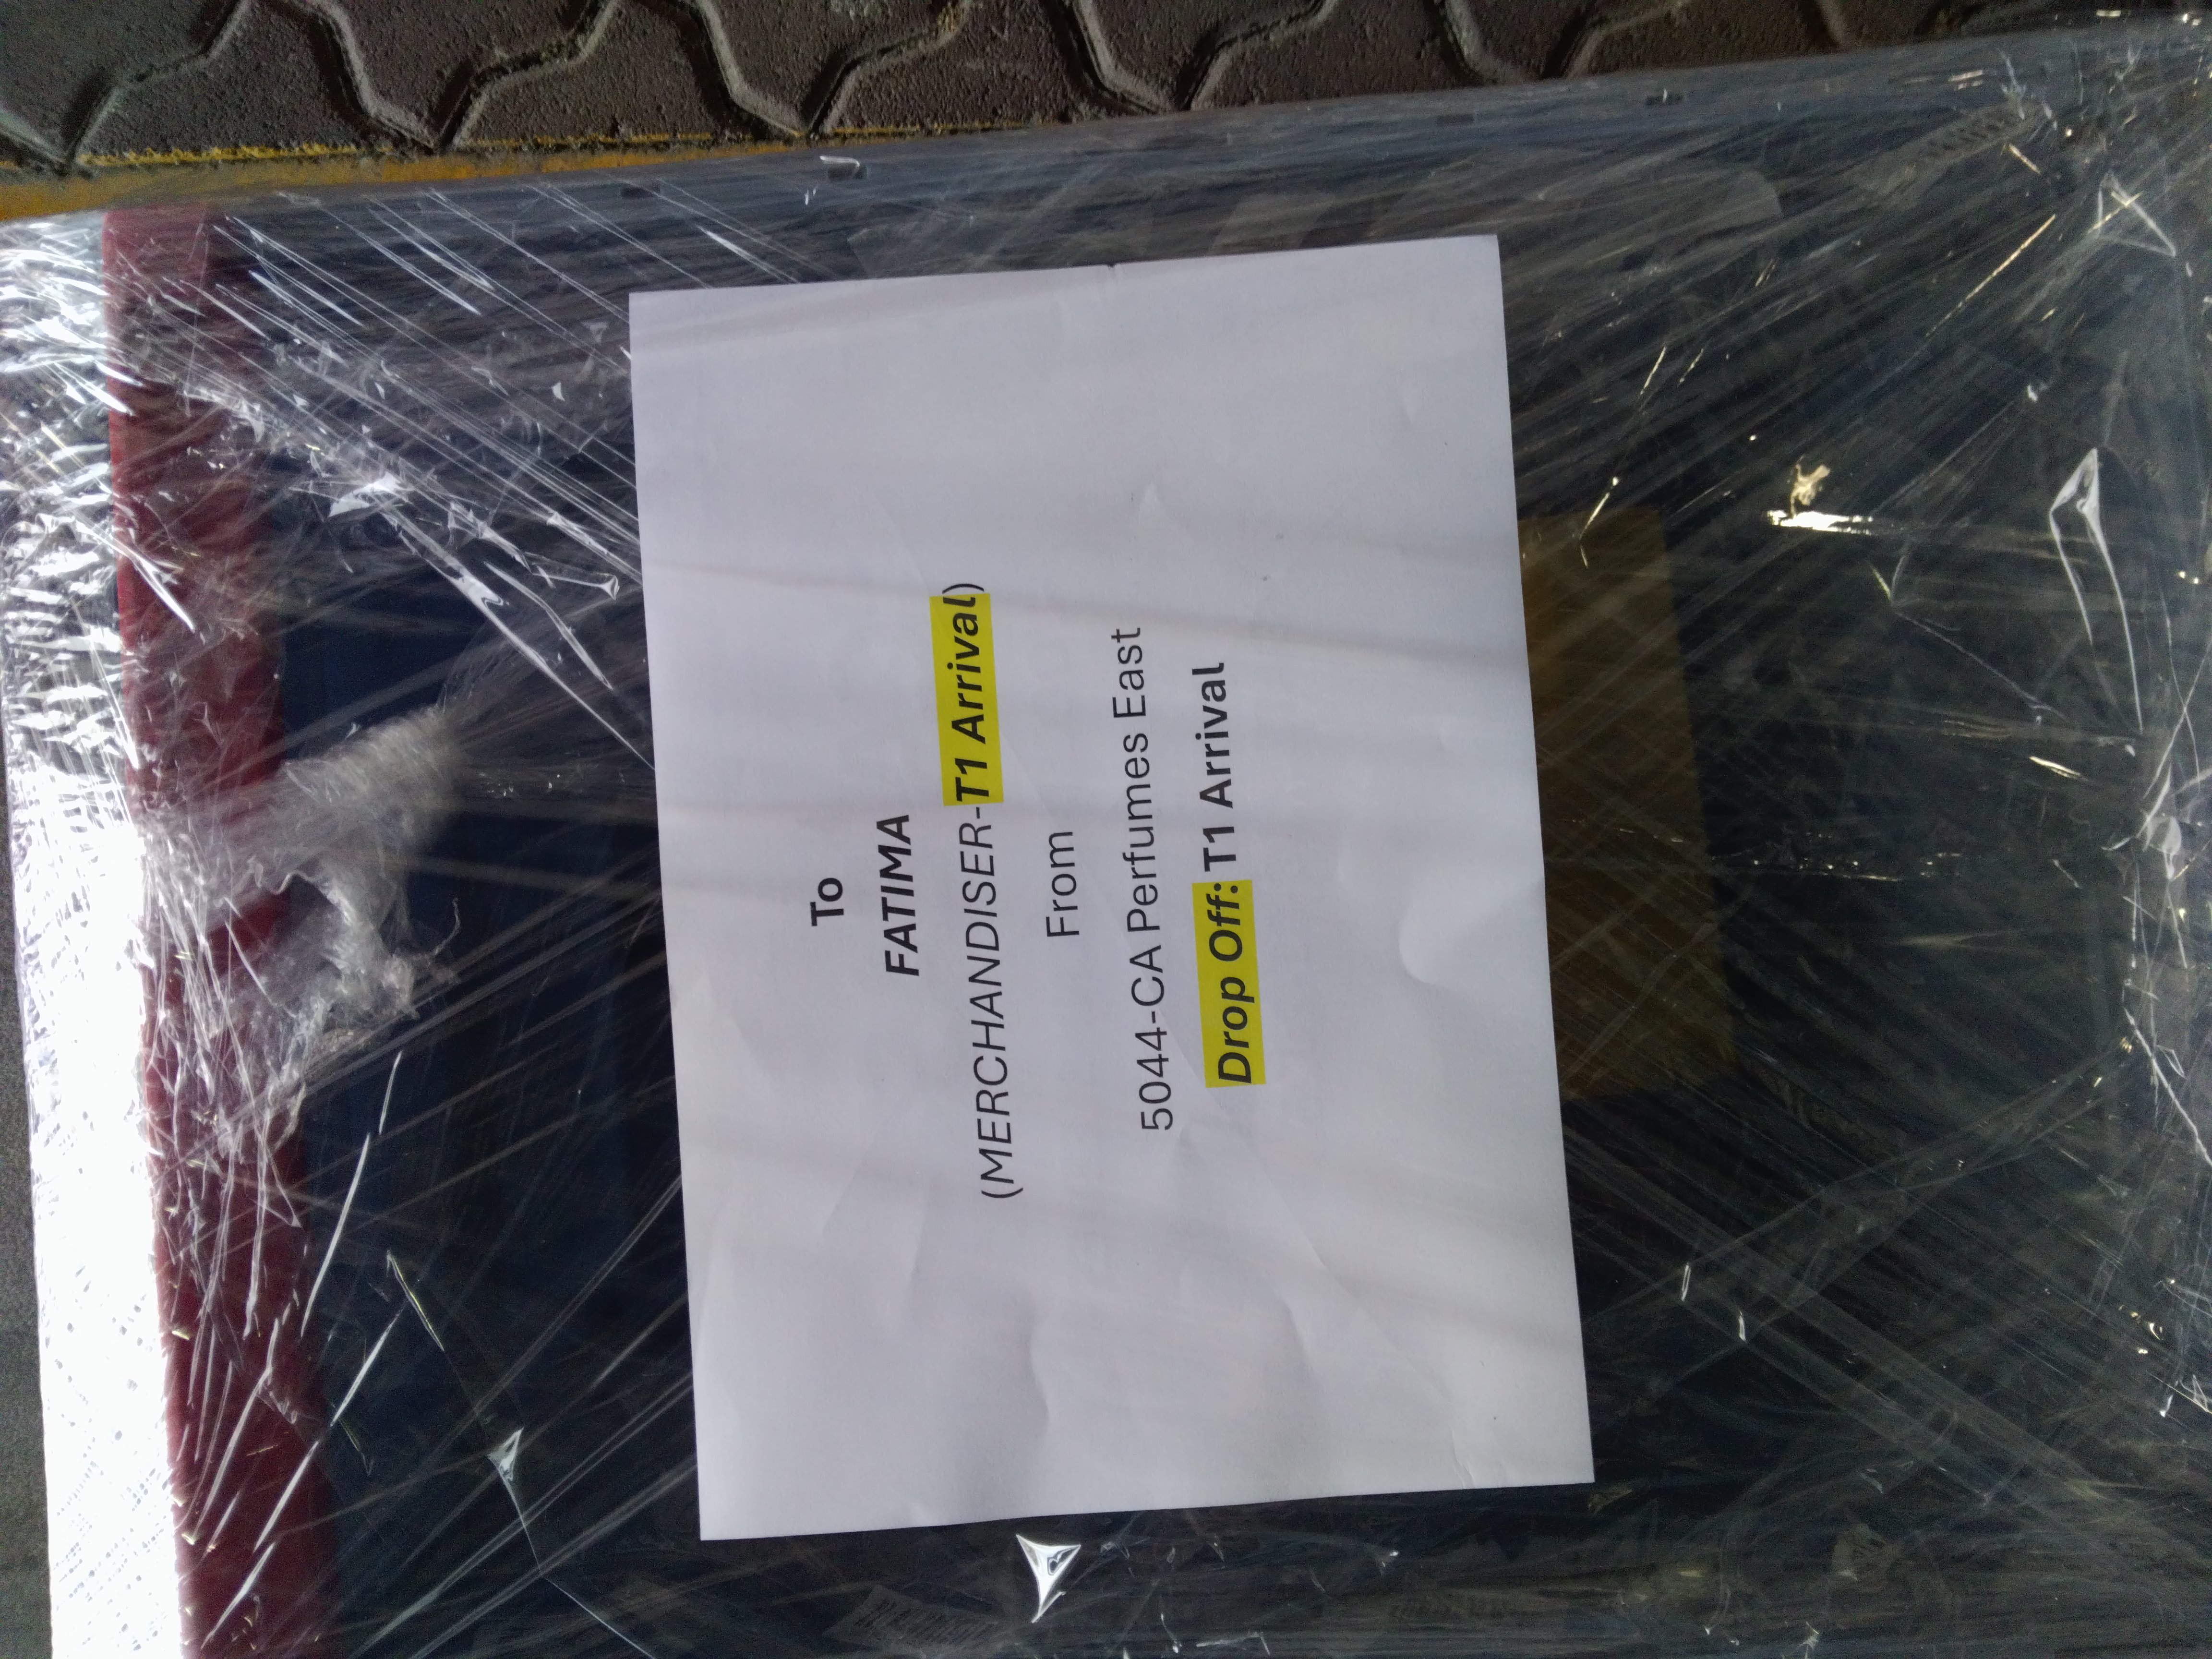 To
FATIMA
(MERCHANDISER-T1 Arrival)
From
5044-CA Perfumes East
Drop Off: T1 Arrival